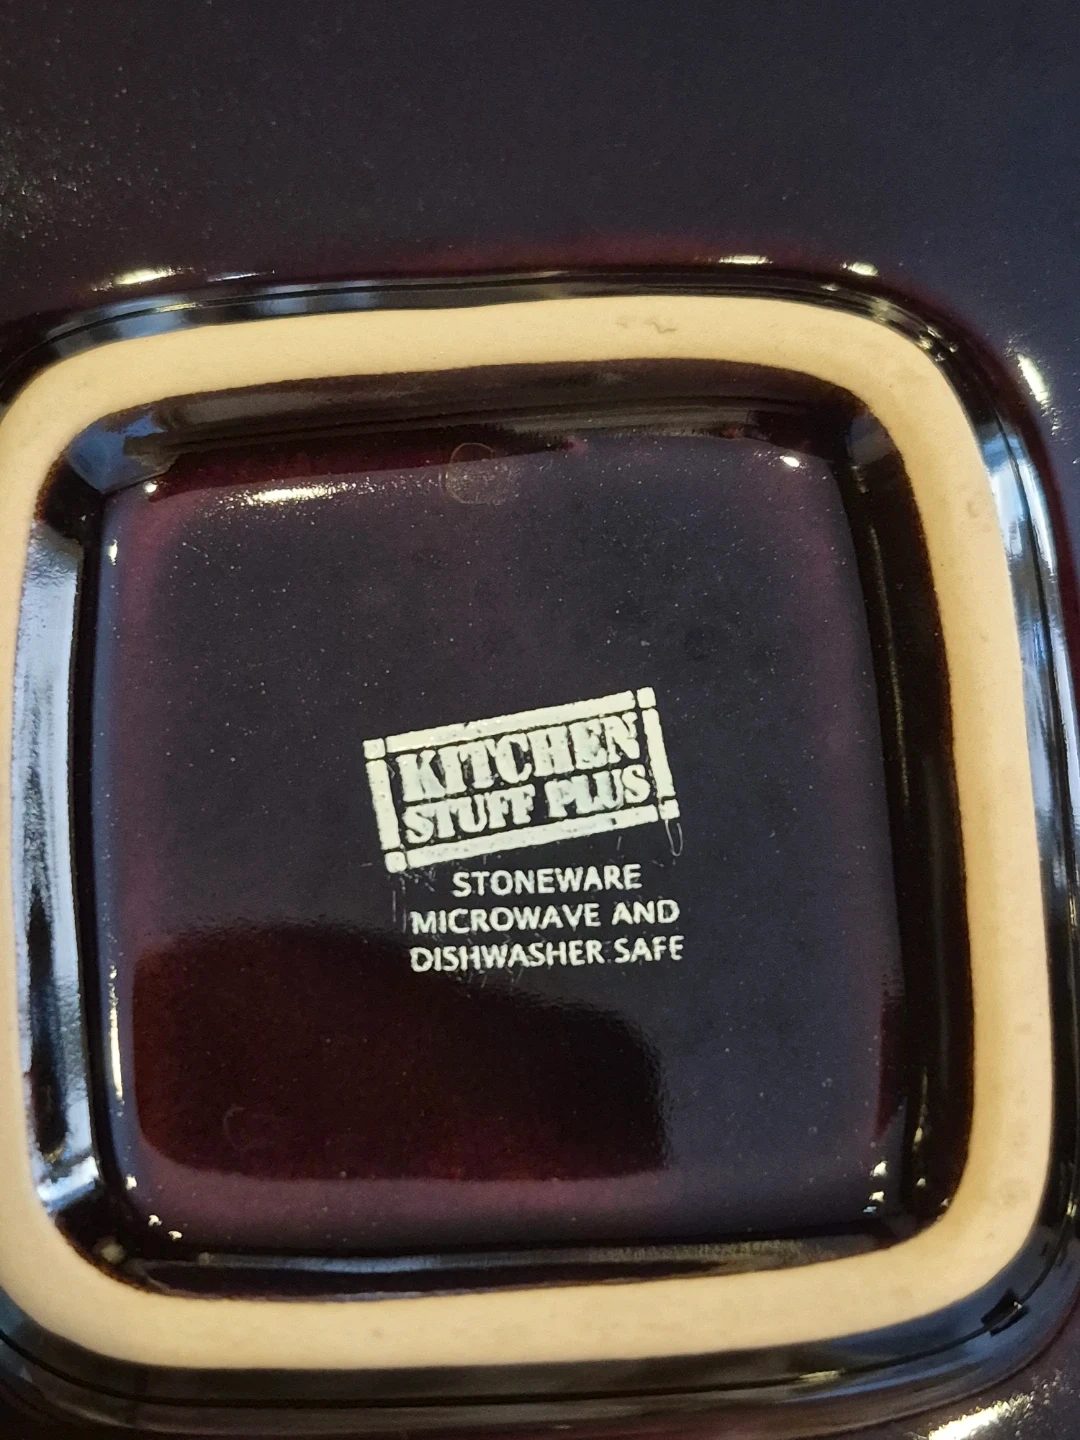 KITCHEN
STUFF PLUS
STONEWARE
MICROWAVE AND
DISHWASHER SAFE